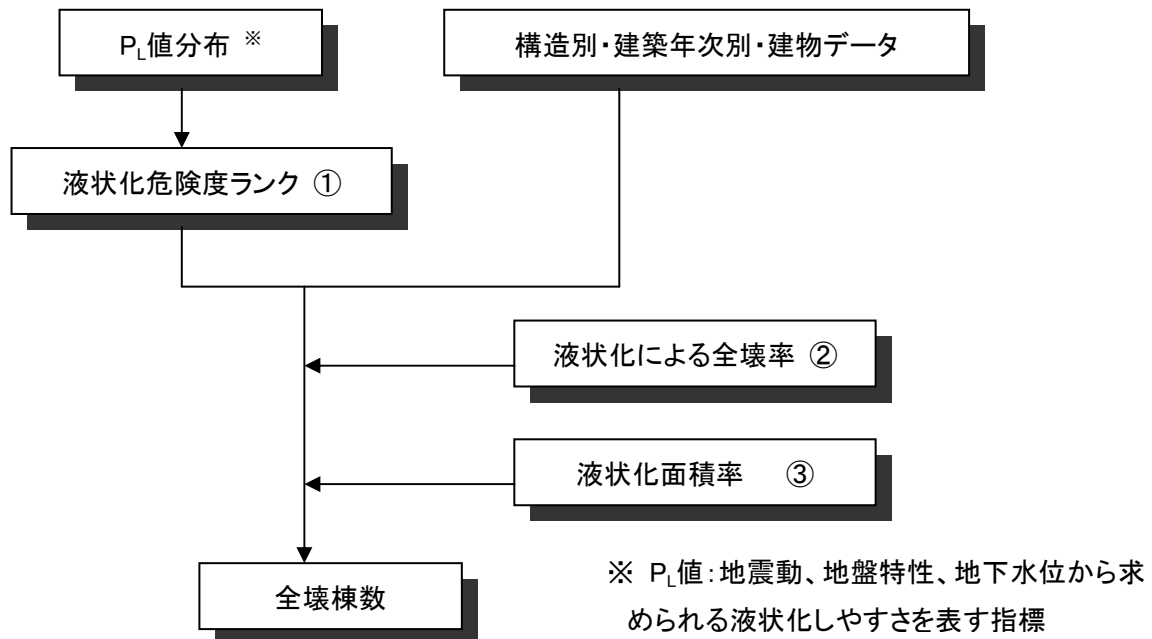 PL値分布 ※
構造別・建築年次別・建物データ
液状化危険度ランク ①
液状化による全壊率 ②
液状化面積率 ③
全壊棟数
※ PL値:地震動、地盤特性、地下水位から求
められる液状化しやすさを表す指標